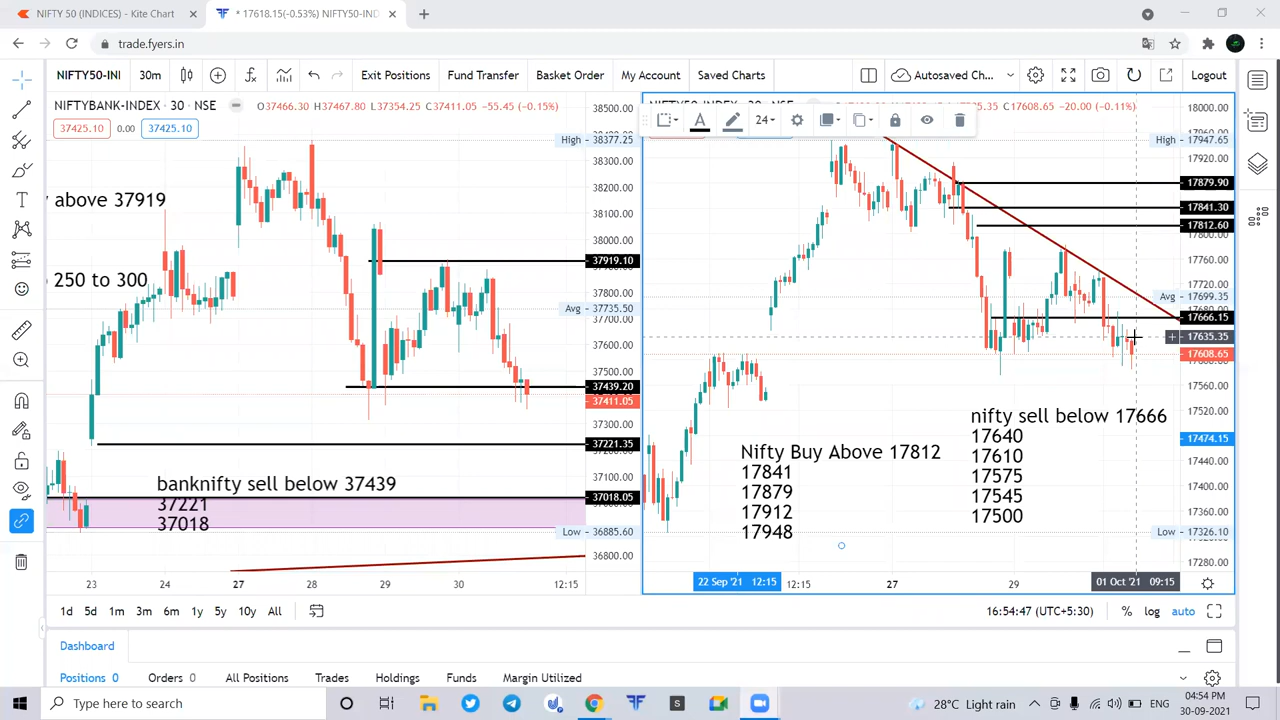 NIFTY 50 (INDICES) - Kite Chart
* 17618.15(-0.53%) NIFTY50-IND
trade.fyers.in
NIFTY50-INI 30m Exit Positions Fund Transfer Basket Order My Account Saved Charts Autosaved Ch... Logout
NIFTYBANK-INDEX · 30 · NSE O37466.30 H37467.80 L37354.25 C37411.05 -55.45 (-0.15%)
37425.10 0.00 37425.10
C17608.65 -20.00 (-0.11%)
24
38500.00
High 38377.25
38300.00
38200.00
38100.00
38000.00
37919.10
37800.00
Avg 37735.50
37700.00
37600.00
37500.00
37439.20
37411.05
37300.00
37221.35
37100.00
37018.05
Low 36885.60
36800.00
above 37919
250 to 300
banknifty sell below 37439
37221
37018
23 24 27 28 29 30 12:15
18000.00
High 17947.65
17920.00
17879.90
17841.30
17812.60
17800.00
17760.00
17720.00
Avg 17699.35
17666.15
17635.35
17608.65
17560.00
17520.00
17474.15
17440.00
17400.00
17360.00
Low 17326.10
17280.00
Nifty Buy Above 17812
17841
17879
17912
17948
nifty sell below 17666
17640
17610
17575
17545
17500
22 Sep '21 12:15 12:15 27 29 01 Oct '21 09:15
1d 5d 1m 3m 6m 1y 5y 10y All
16:54:47 (UTC+5:30) % log auto
Dashboard
Positions 0 Orders 0 All Positions Trades Holdings Funds Margin Utilized
Type here to search
28°C Light rain
ENG
04:54 PM
30-09-2021